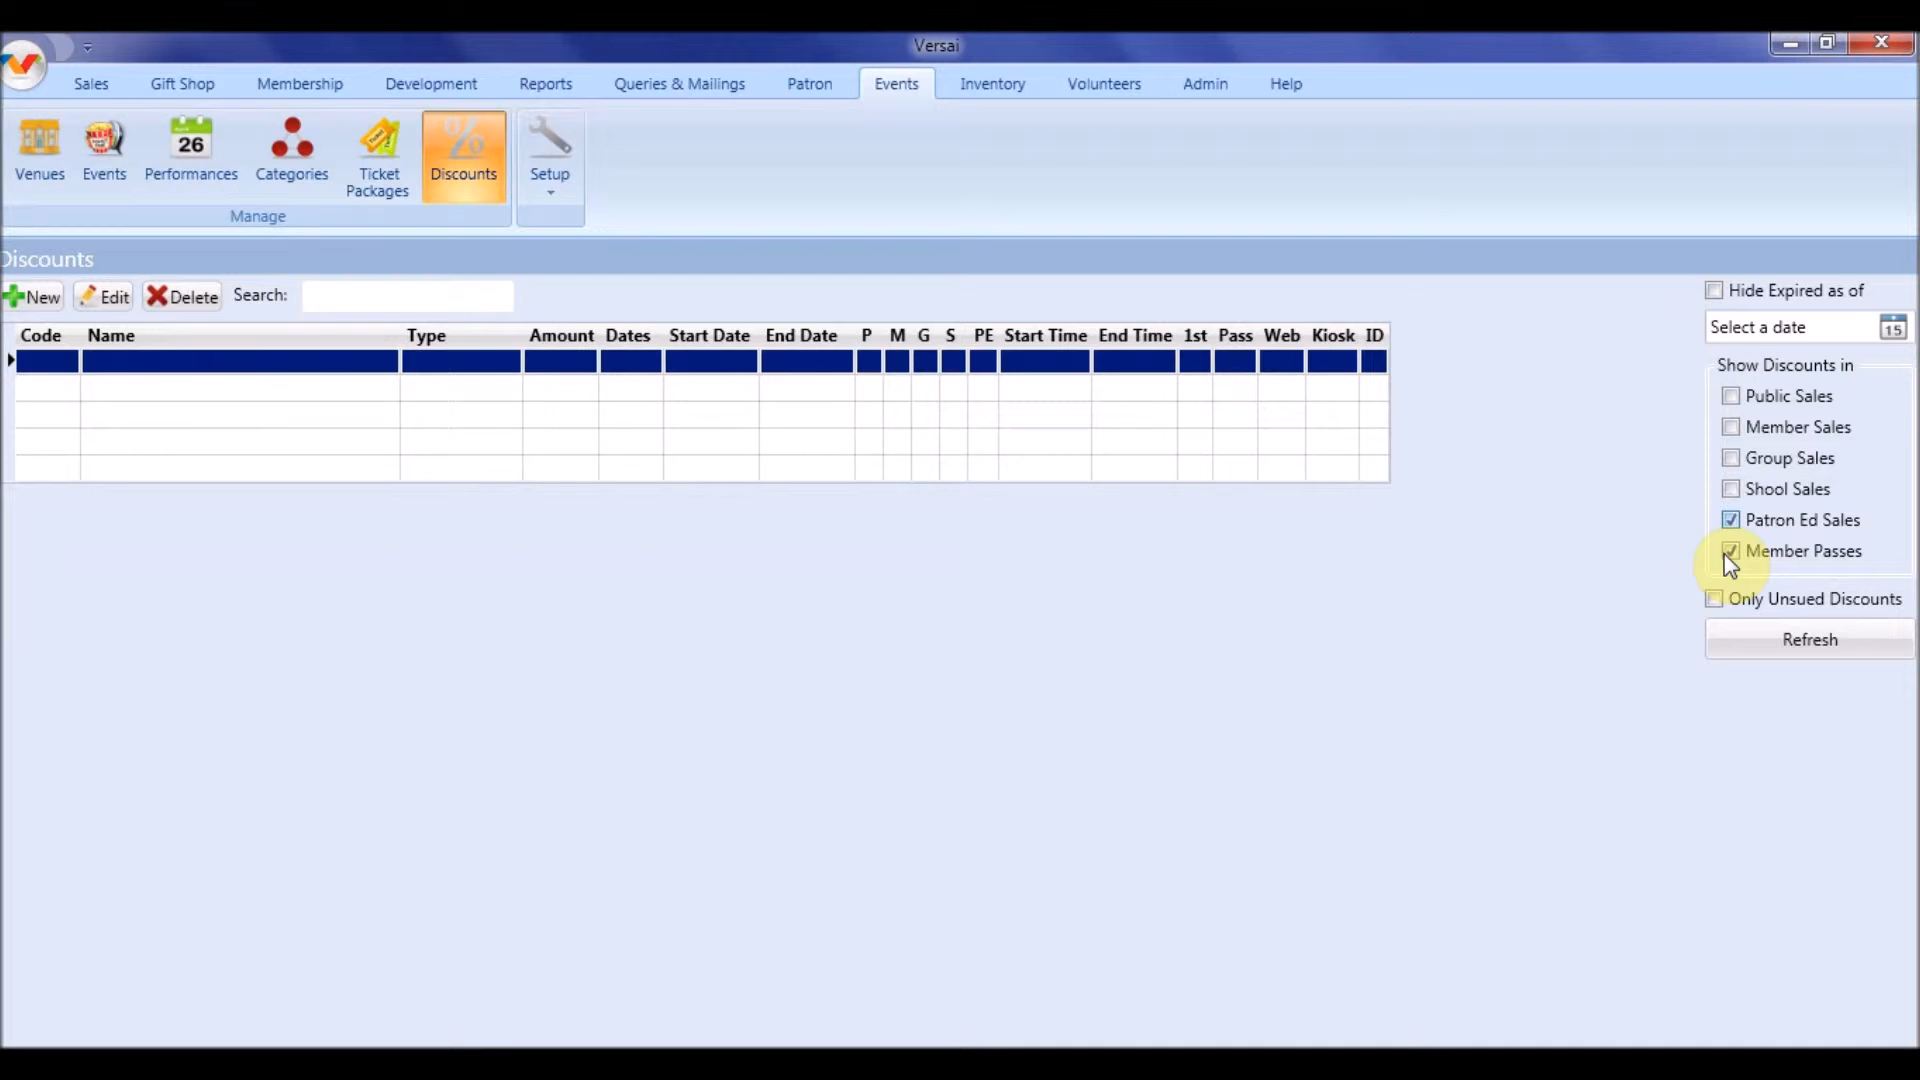 Versai
Sales Gift Shop Membership Development Reports Queries & Mailings Patron Events Inventory Volunteers Admin Help
26
Venues Events Performances Categories Ticket Packages Discounts Setup
Manage
Discounts
New Edit Delete Search:
Hide Expired as of
Select a date 15
Code Name Type Amount Dates Start Date End Date P M G S PE Start Time End Time 1st Pass Web Kiosk ID
Show Discounts in
Public Sales
Member Sales
Group Sales
Shool Sales
Patron Ed Sales
Member Passes
Only Unsued Discounts
Refresh